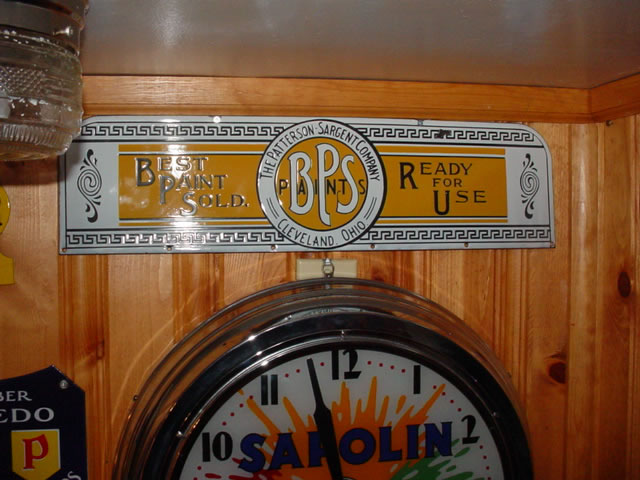 BEST
PAINT
SOLD.
THE PATTERSON-SARGENT COMPANY
BPS
PAINTS
CLEVELAND OHIO
READY
FOR
USE
11 12 1
10 2
SAPOLIN
BER
EDO
P